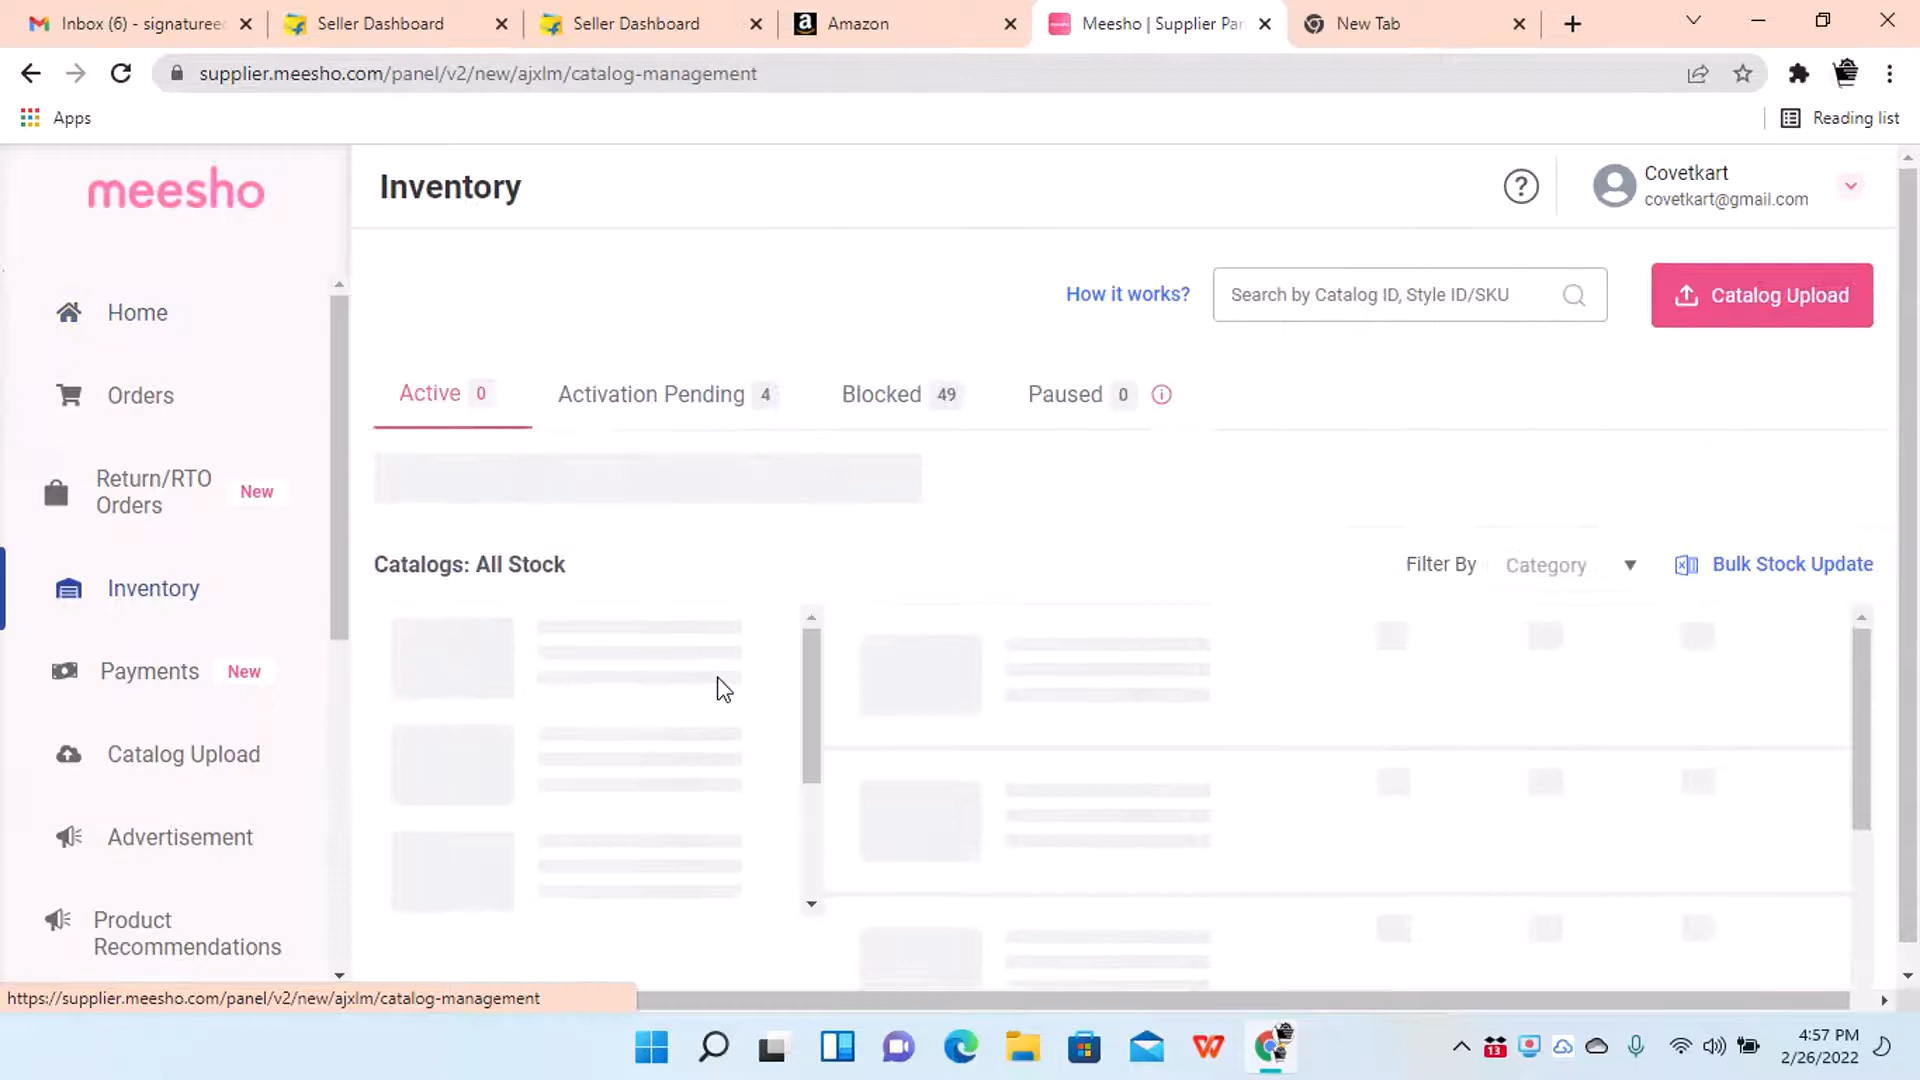 Inbox (6) - signatureec
Seller Dashboard
Seller Dashboard
Amazon
Meesho | Supplier Pan
New Tab
supplier.meesho.com/panel/v2/new/ajxlm/catalog-management
Apps
Reading list
meesho
Inventory
Covetkart
covetkart@gmail.com
How it works?
Search by Catalog ID, Style ID/SKU
Catalog Upload
Home
Orders
Return/RTO
Orders
New
Inventory
Payments
New
Catalog Upload
Advertisement
Product
Recommendations
Active 0
Activation Pending 4
Blocked 49
Paused 0
Catalogs: All Stock
Filter By
Category
Bulk Stock Update
https://supplier.meesho.com/panel/v2/new/ajxlm/catalog-management
13
4:57 PM
2/26/2022